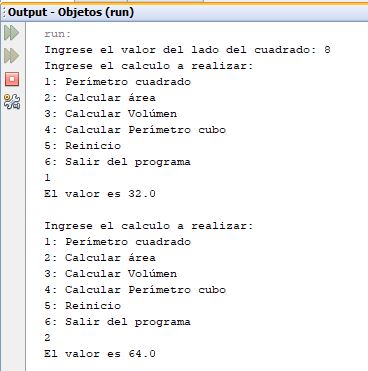 Output - Objetos (run)
run:
Ingrese el valor del lado del cuadrado: 8
Ingrese el calculo a realizar:
1: Perímetro cuadrado
2: Calcular área
3: Calcular Volúmen
4: Calcular Perímetro cubo
5: Reinicio
6: Salir del programa
1
El valor es 32.0
Ingrese el calculo a realizar:
1: Perímetro cuadrado
2: Calcular área
3: Calcular Volúmen
4: Calcular Perímetro cubo
5: Reinicio
6: Salir del programa
2
El valor es 64.0